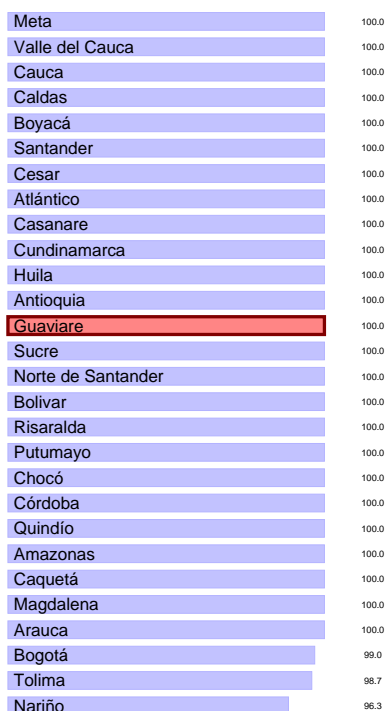 Meta 100.0
Valle del Cauca 100.0
Cauca 100.0
Caldas 100.0
Boyacá 100.0
Santander 100.0
Cesar 100.0
Atlántico 100.0
Casanare 100.0
Cundinamarca 100.0
Huila 100.0
Antioquia 100.0
Guaviare 100.0
Sucre 100.0
Norte de Santander 100.0
Bolivar 100.0
Risaralda 100.0
Putumayo 100.0
Chocó 100.0
Córdoba 100.0
Quindío 100.0
Amazonas 100.0
Caquetá 100.0
Magdalena 100.0
Arauca 100.0
Bogotá 99.0
Tolima 98.7
Nariño 96.3